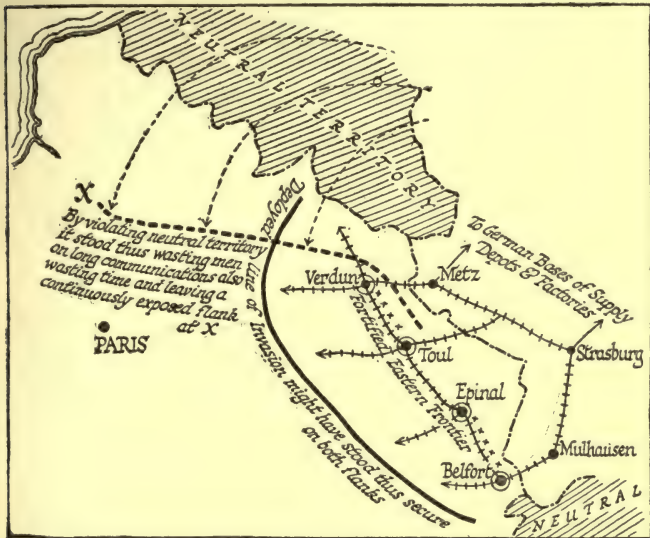 NEUTRAL TERRITORY
X
By violating neutral territory
it stood thus wasting men
on long communications also
wasting time and leaving a
continuously exposed flank
at X
PARIS
Deployed line of Invasion might have stood thus secure
on both flanks
Verdun
Metz
To German Bases of Supply
Depots & Factories
Fortified Eastern Frontier
Toul
Strasburg
Epinal
Mulhausen
Belfort
NEUTRAL